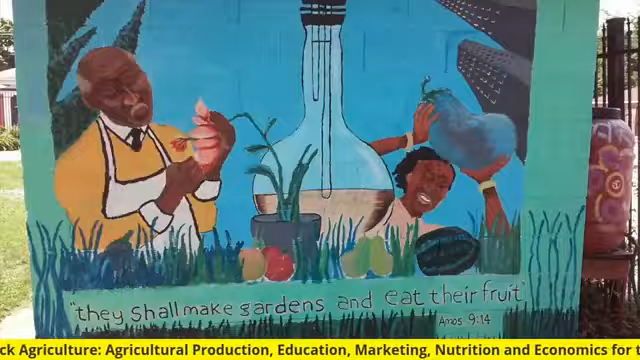 "they shall make gardens and eat their fruit"
Amos 9:14
ck Agriculture: Agricultural Production, Education, Marketing, Nutrition and Economics for